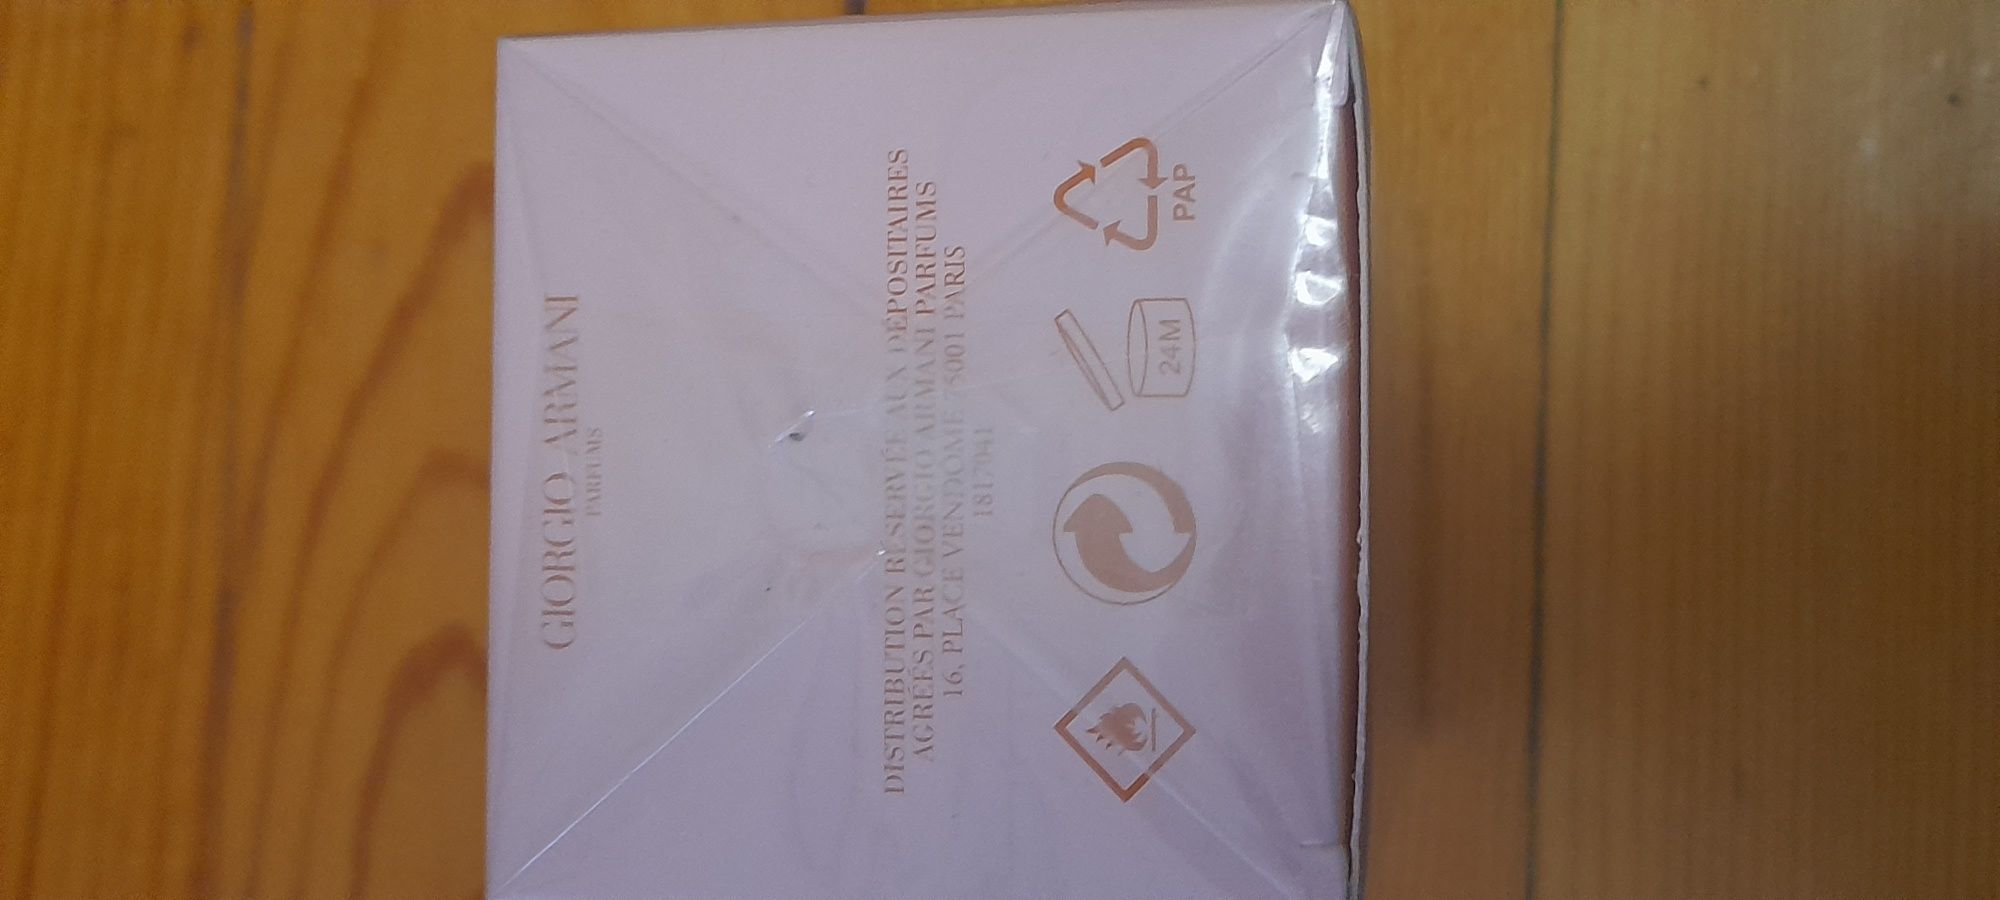 GIORGIO ARMANI
PARFUMS
DISTRIBUTION RÉSERVÉE AUX DÉPOSITAIRES
AGRÉÉS PAR GIORGIO ARMANI PARFUMS
16, PLACE VENDÔME 75001 PARIS
1817041
24M
PAP